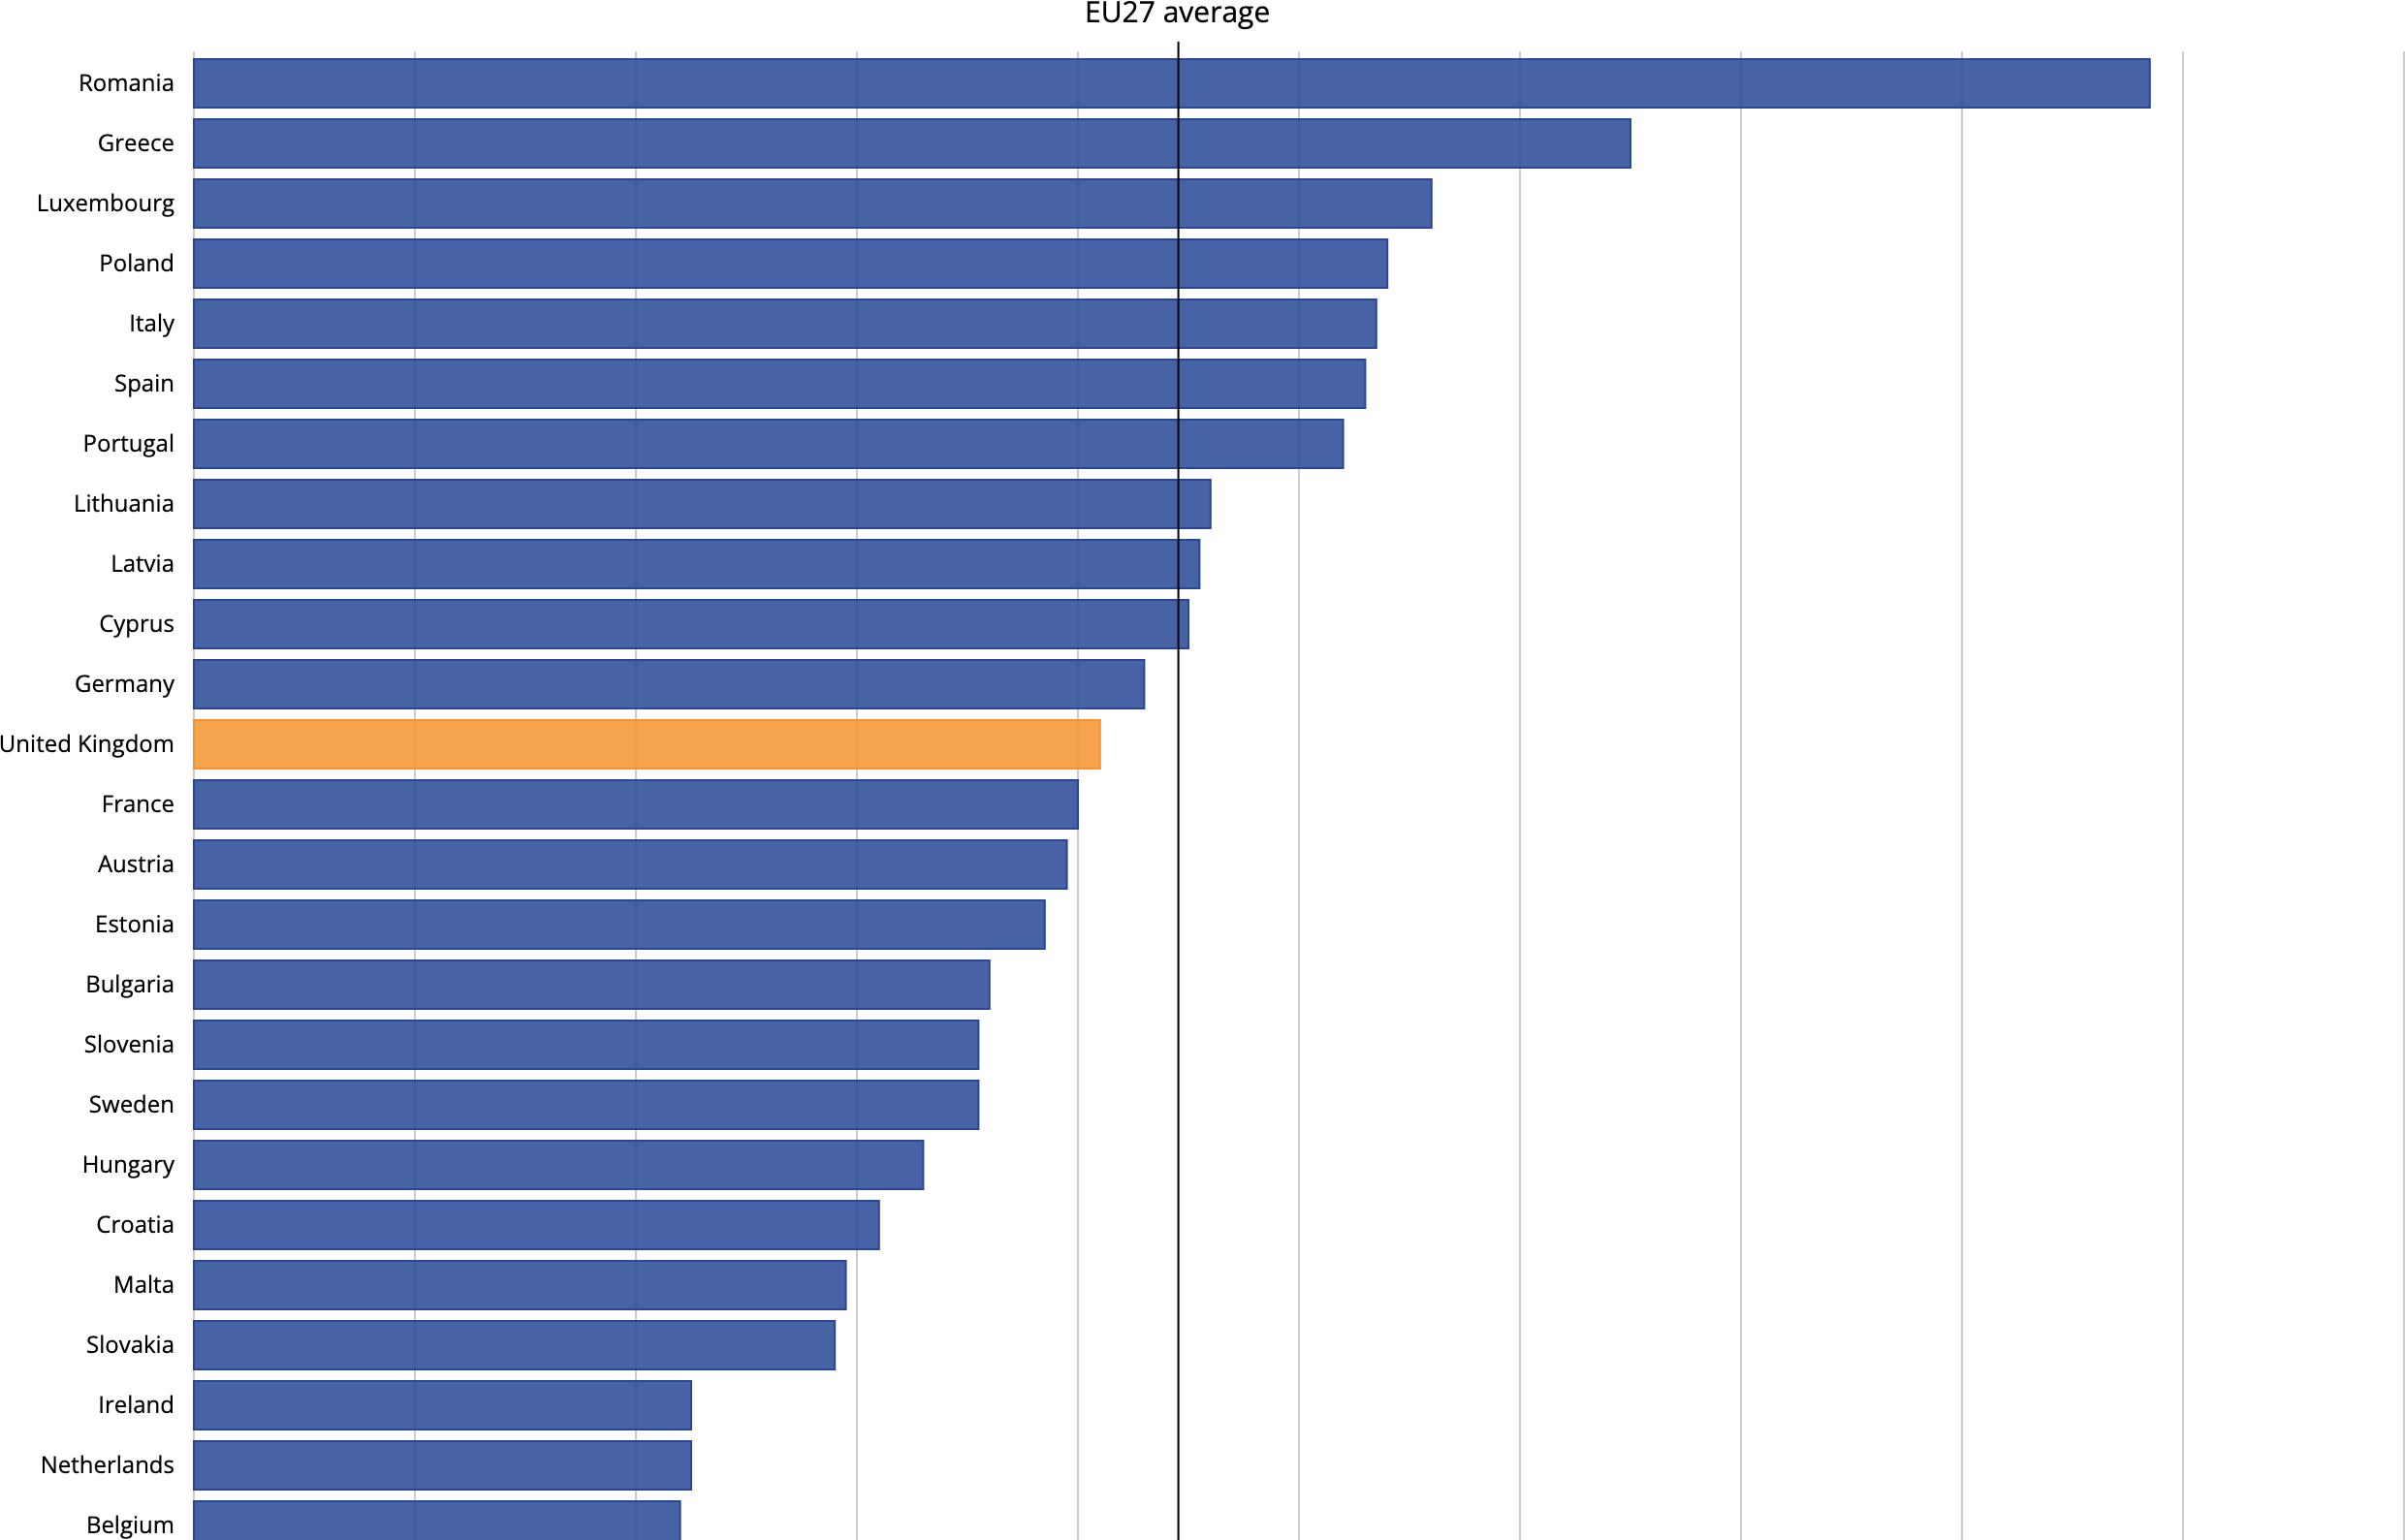 EU27 average
Romania
Greece
Luxembourg
Poland
Italy
Spain
Portugal
Lithuania
Latvia
Cyprus
Germany
United Kingdom
France
Austria
Estonia
Bulgaria
Slovenia
Sweden
Hungary
Croatia
Malta
Slovakia
Ireland
Netherlands
Belgium